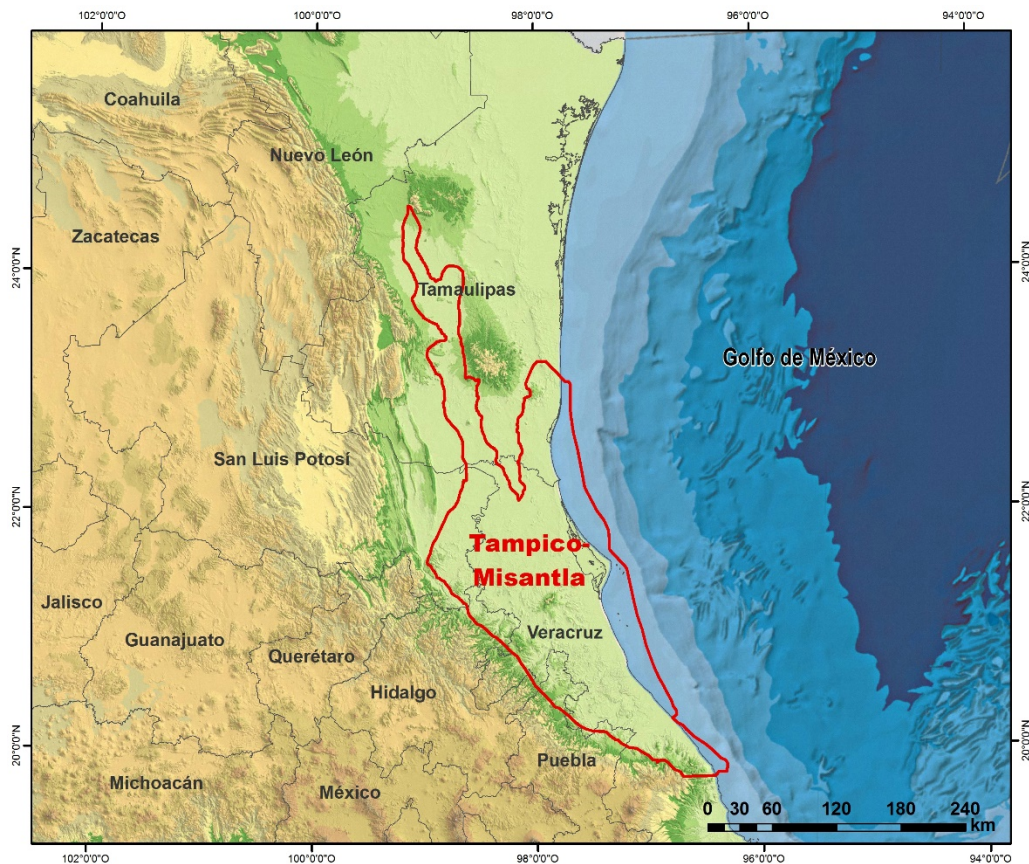 102°0'0"O
100°0'0"O
98°0'0"O
96°0'0"O
94°0'0"O
Coahuila
Nuevo León
Zacatecas
24°0'0"N
24°0'0"N
Tamaulipas
Golfo de México
San Luis Potosí
22°0'0"N
22°0'0"N
Tampico-
Misantla
Jalisco
Guanajuato
Querétaro
Veracruz
Hidalgo
20°0'0"N
20°0'0"N
Puebla
Michoacán
México
0 30 60 120 180 240
km
102°0'0"O
100°0'0"O
98°0'0"O
96°0'0"O
94°0'0"O